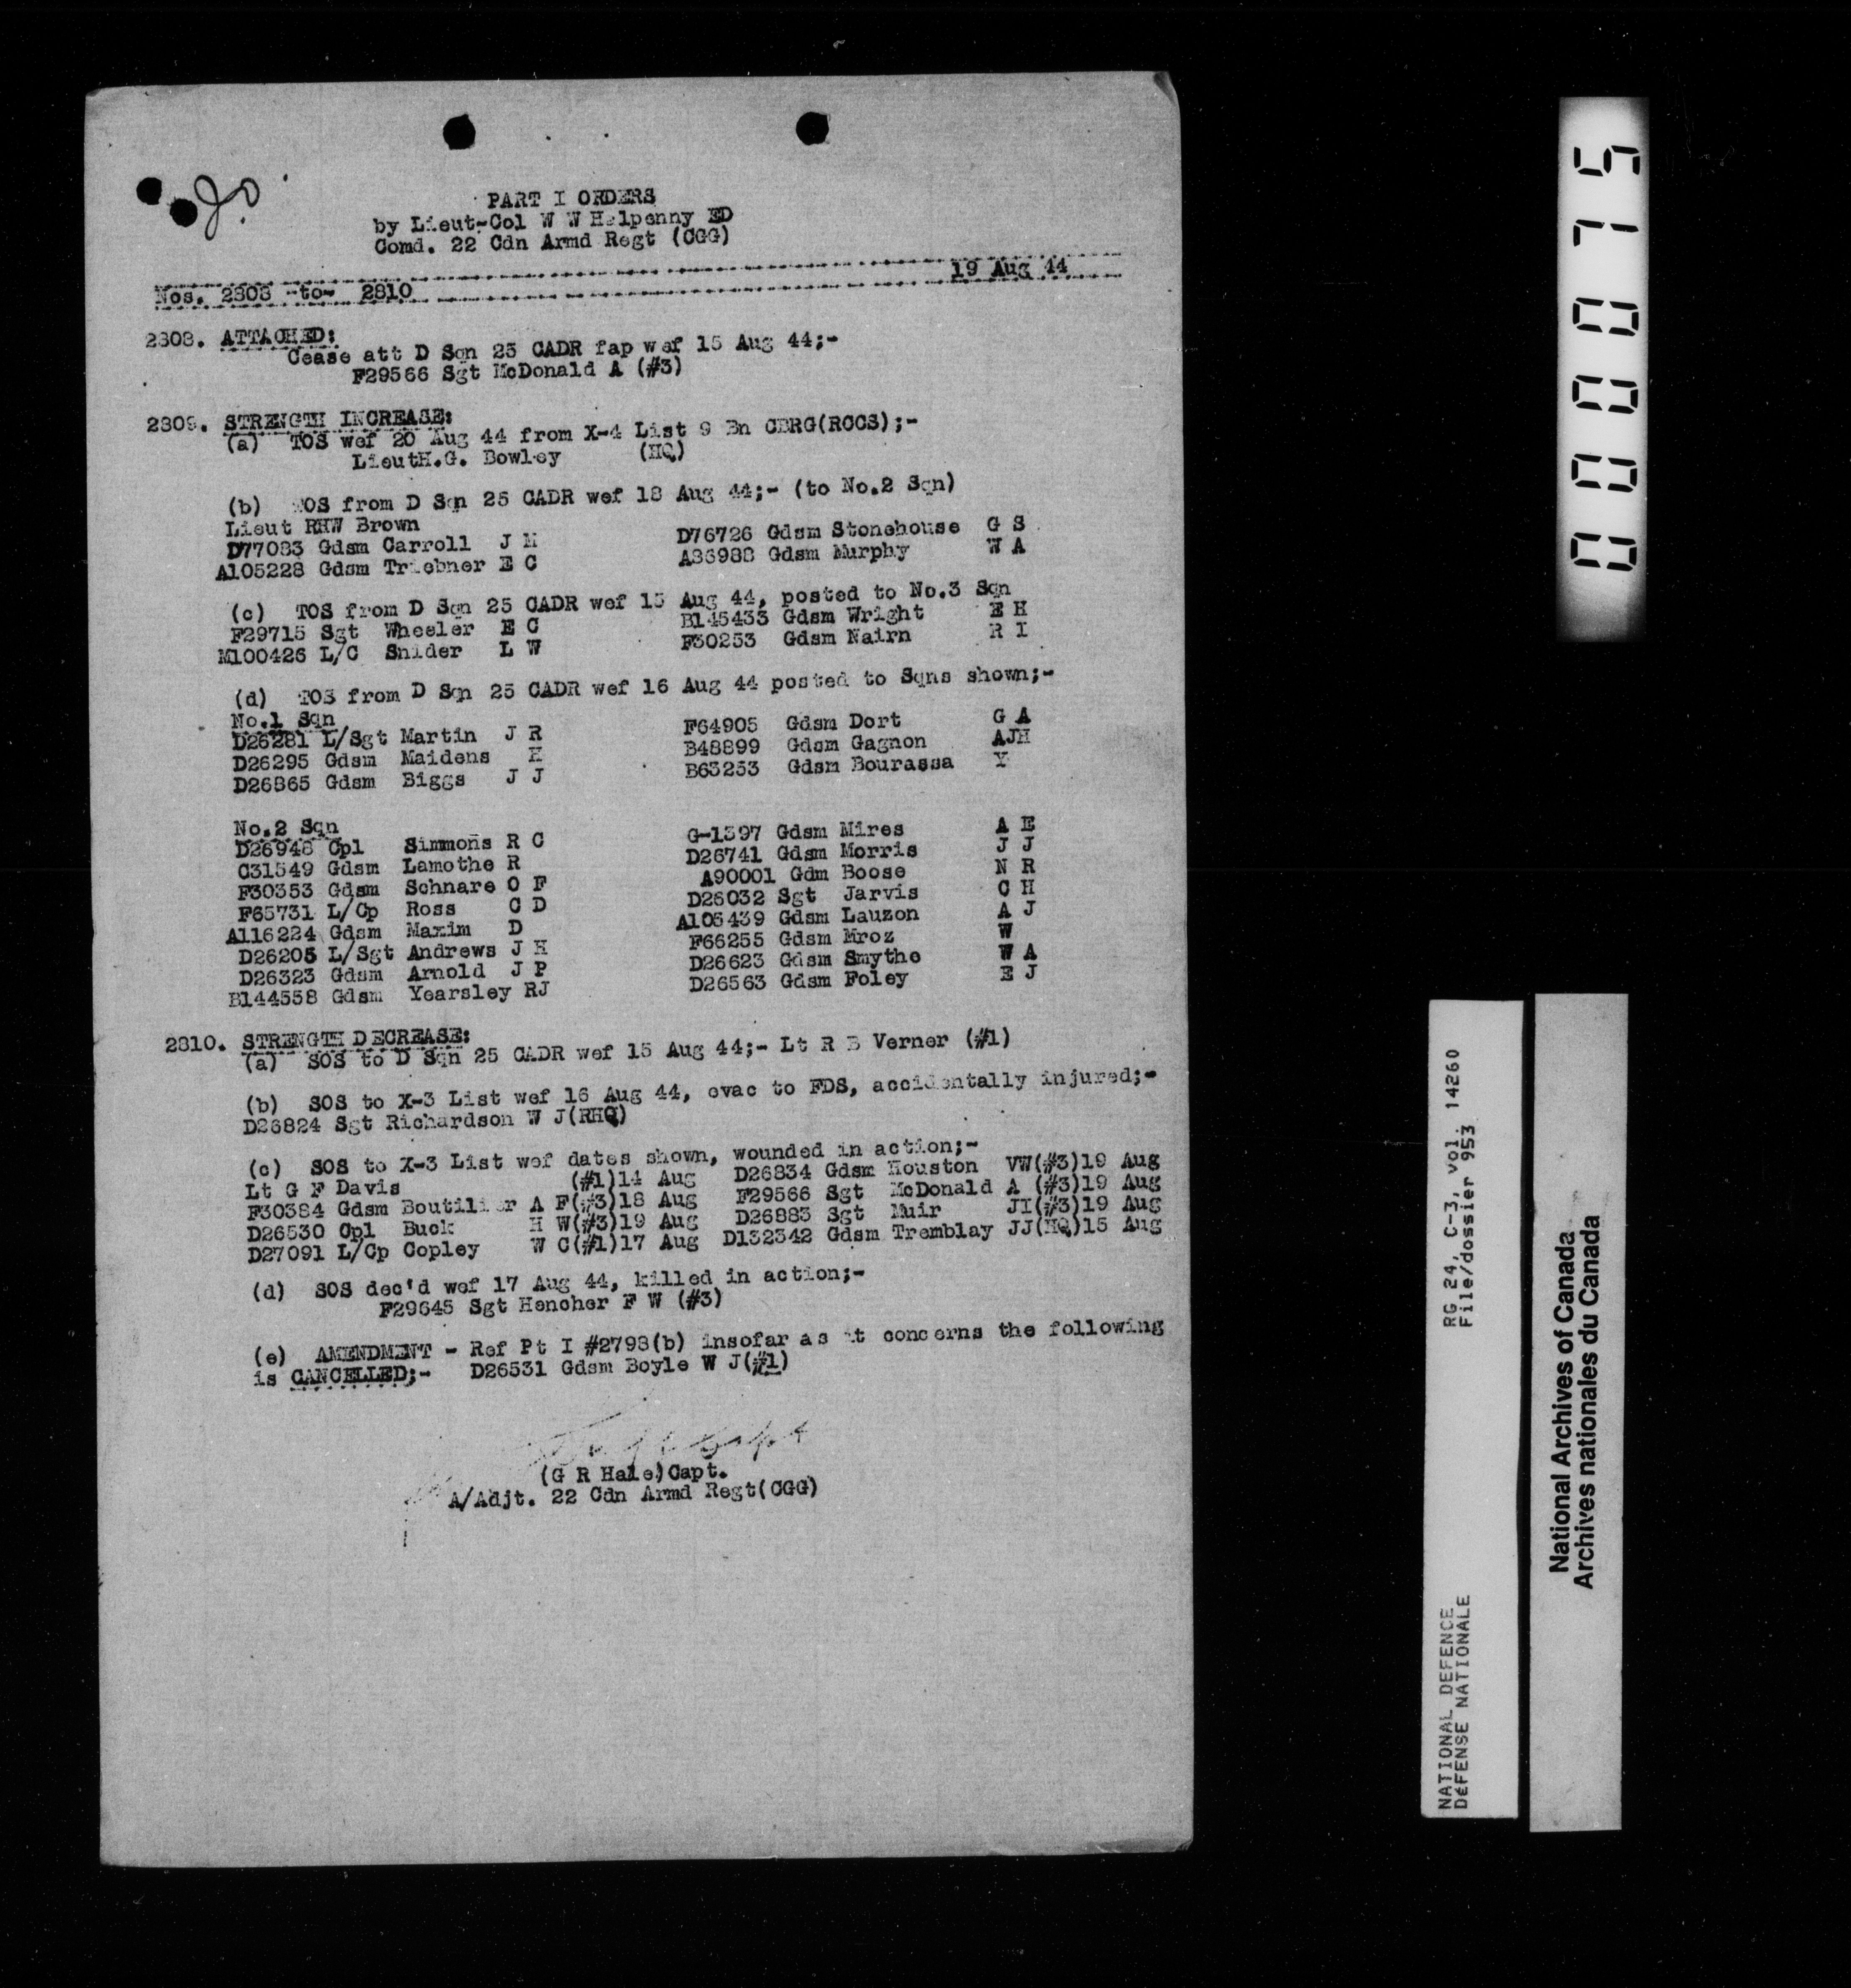 PART I ORDERS
by Lieut-Col W W Halpenny ED
Comd. 22 Cdn Armd Regt (CGG)
19 Aug 44
Nos. 2808 -to- 2810
2808. ATTACHED:
Cease att D Sqn 25 CADR fap wef 15 Aug 44;-
F29566 Sgt McDonald A (#3)
2809. STRENGTH INCREASE:
(a) TOS wef 20 Aug 44 from X-4 List 9 Bn CBRG(RCCS);-
LieutH.G. Bowley (HQ)
(b) TOS from D Sqn 25 CADR wef 18 Aug 44;- (to No.2 Sqn)
Lieut RHW Brown
D77083 Gdsm Carroll J M D76726 Gdsm Stonehouse G S
A105228 Gdsm Triebner E C A86988 Gdsm Murphy W A
(c) TOS from D Sqn 25 CADR wef 15 Aug 44, posted to No.3 Sqn
F29715 Sgt Wheeler E C B145433 Gdsm Wright E H
M100426 L/C Snider L W F30253 Gdsm Nairn R I
(d) TOS from D Sqn 25 CADR wef 16 Aug 44 posted to Sqns shown;-
No.1 Sqn
D26281 L/Sgt Martin J R F64905 Gdsm Dort G A
D26295 Gdsm Maidens H B48899 Gdsm Gagnon AJH
D26865 Gdsm Biggs J J B63253 Gdsm Bourassa Y
No.2 Sqn
D26948 Cpl Simmons R C G-1397 Gdsm Mires A E
C31549 Gdsm Lamothe R D26741 Gdsm Morris J J
F30353 Gdsm Schnare O F A90001 Gdm Boose N R
F65731 L/Cp Ross C D D26032 Sgt Jarvis C H
A116224 Gdsm Maxim D A105439 Gdsm Lauzon A J
D26205 L/Sgt Andrews J H F66255 Gdsm Mroz W
D26323 Gdsm Arnold J P D26623 Gdsm Smythe W A
B144558 Gdsm Yearsley RJ D26563 Gdsm Foley E J
2810. STRENGTH DECREASE:
(a) SOS to D Sqn 25 CADR wef 15 Aug 44;- Lt R B Verner (#1)
(b) SOS to X-3 List wef 16 Aug 44, evac to FDS, accidentally injured;-
D26824 Sgt Richardson W J(RHQ)
(c) SOS to X-3 List wef dates shown, wounded in action;-
Lt G F Davis (#1)14 Aug D26834 Gdsm Houston VW(#3)19 Aug
F30384 Gdsm Boutilier A F(#3)18 Aug F29566 Sgt McDonald A (#3)19 Aug
D26530 Cpl Buck H W(#3)19 Aug D26883 Sgt Muir JI(#3)19 Aug
D27091 L/Cp Copley W C(#1)17 Aug D132342 Gdsm Tremblay JJ(HQ)15 Aug
(d) SOS dec'd wef 17 Aug 44, killed in action;-
F29645 Sgt Hencher F W (#3)
(e) AMENDMENT - Ref Pt I #2798(b) insofar as it concerns the following
is CANCELLED;- D26531 Gdsm Boyle W J(#1)
(G R Hale)Capt.
A/Adjt. 22 Cdn Armd Regt(CGG)
000075
RG 24, C-3, vol. 14260
File/dossier 953
NATIONAL DEFENCE
DÉFENSE NATIONALE
National Archives of Canada
Archives nationales du Canada